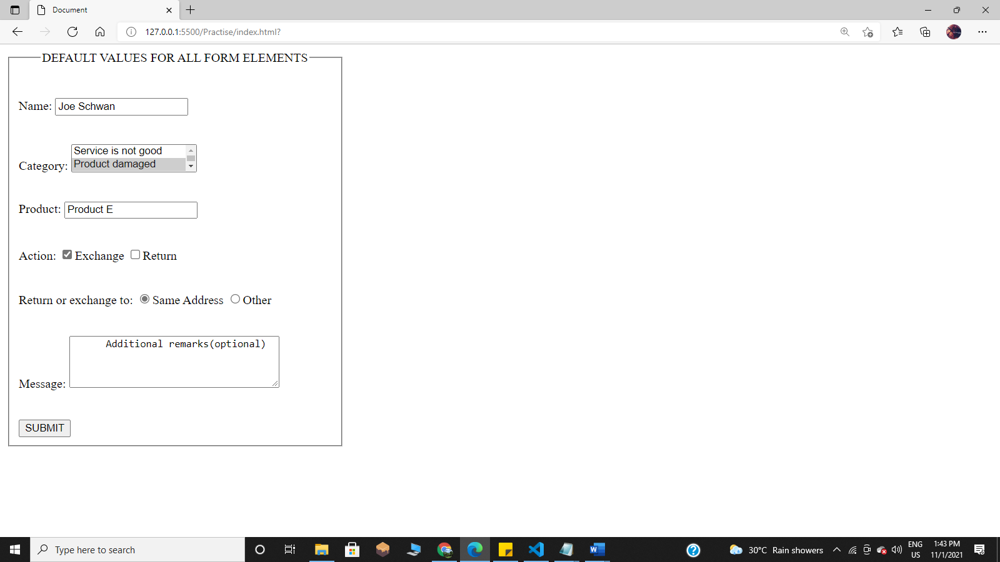 Document
127.0.0.1:5500/Practise/index.html?
DEFAULT VALUES FOR ALL FORM ELEMENTS
Name: Joe Schwan
Service is not good
Category: Product damaged
Product: Product E
Action: Exchange Return
Return or exchange to: Same Address Other
Additional remarks(optional)
Message:
SUBMIT
Type here to search
30°C Rain showers
ENG
US
1:43 PM
11/1/2021